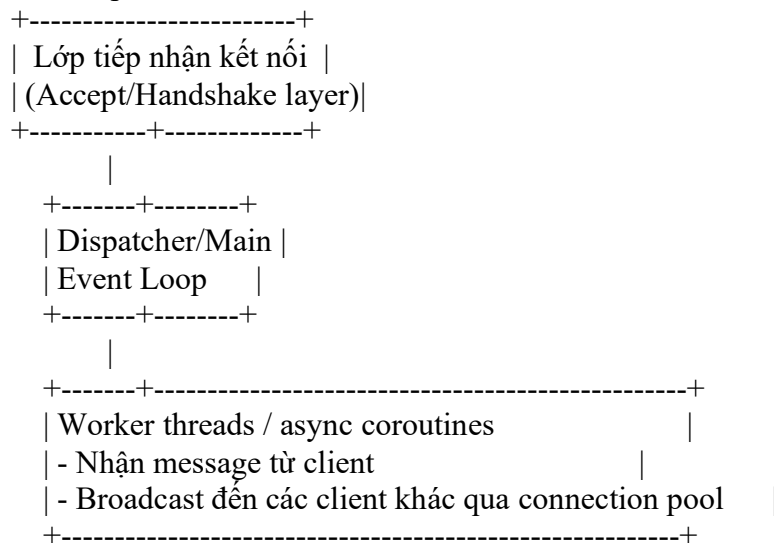 +-------------------------+
| Lớp tiếp nhận kết nối |
| (Accept/Handshake layer)|
+-----------+-------------+
|
+-------+--------+
| Dispatcher/Main |
| Event Loop |
+-------+--------+
|
+-------+--------------------------------------------------+
| Worker threads / async coroutines |
| - Nhận message từ client |
| - Broadcast đến các client khác qua connection pool |
+----------------------------------------------------------+